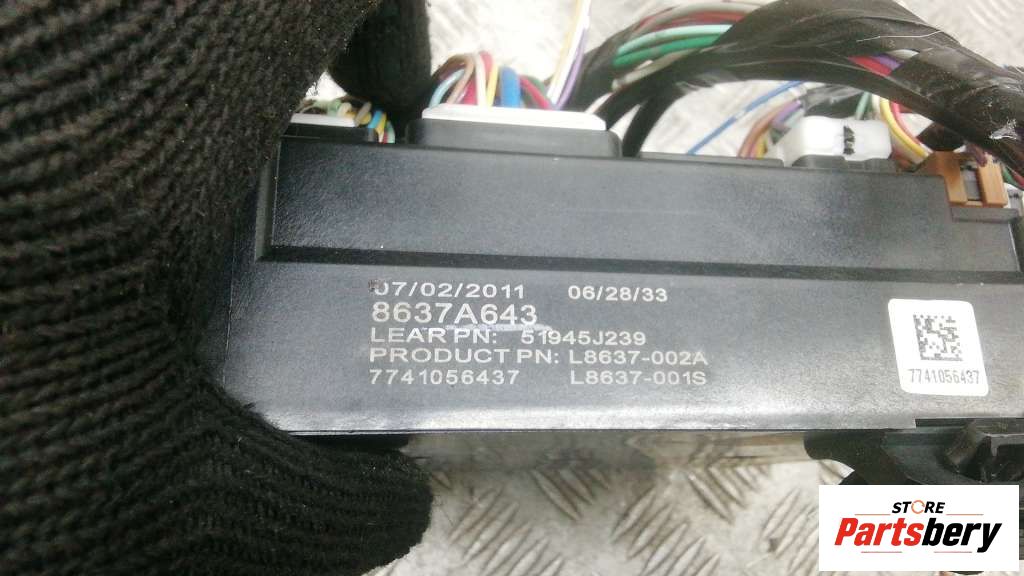 07/02/2011 06/28/33
8637A643
LEAR PN: 51945J239
PRODUCT PN: L8637-002A
7741056437 L8637-001S
7741056437
STORE
Partsbery